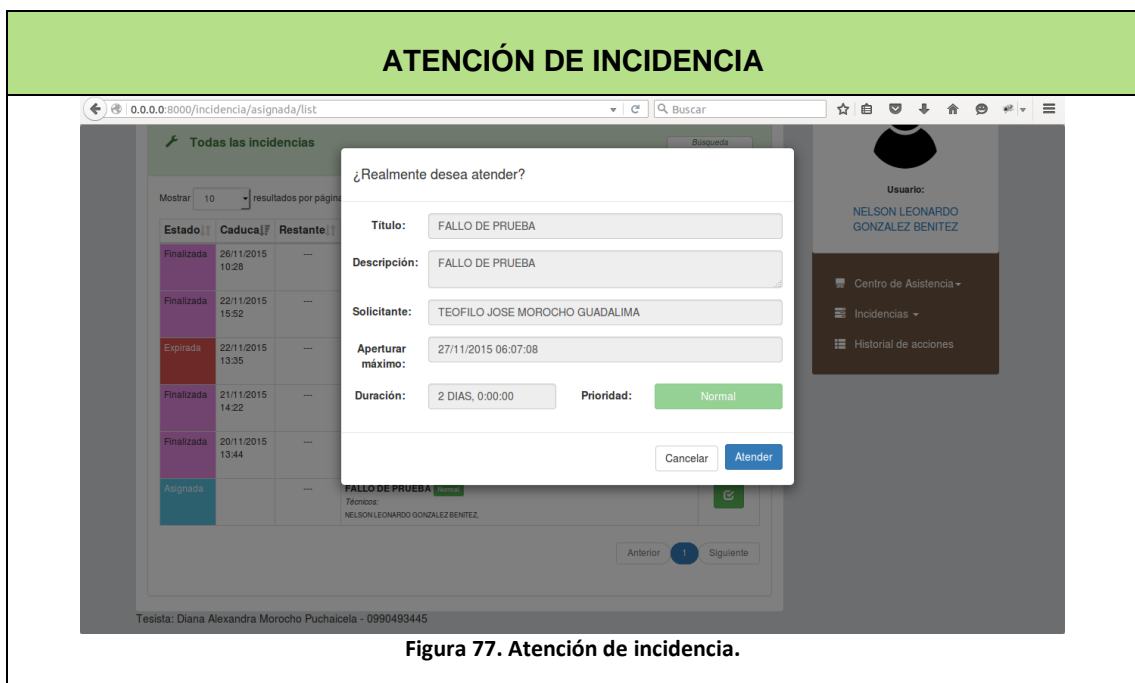 ATENCIÓN DE INCIDENCIA
0.0.0.0:8000/incidencia/asignada/list
Buscar
Todas las incidencias
Búsqueda
Mostrar 10 resultados por página
Estado Caduca Restante
Finalizada 26/11/2015 10:28 ---
Finalizada 22/11/2015 15:52 ---
Expirada 22/11/2015 13:35 ---
Finalizada 21/11/2015 14:22 ---
Finalizada 20/11/2015 13:44 ---
Asignada --- FALLO DE PRUEBA Normal
Técnicos:
NELSON LEONARDO GONZALEZ BENITEZ,
¿Realmente desea atender?
Título: FALLO DE PRUEBA
Descripción: FALLO DE PRUEBA
Solicitante: TEOFILO JOSE MOROCHO GUADALIMA
Aperturar máximo: 27/11/2015 06:07:08
Duración: 2 DIAS, 0:00:00 Prioridad: Normal
Cancelar Atender
Usuario:
NELSON LEONARDO
GONZALEZ BENITEZ
Centro de Asistencia
Incidencias
Historial de acciones
Anterior 1 Siguiente
Tesista: Diana Alexandra Morocho Puchaicela - 0990493445
Figura 77. Atención de incidencia.